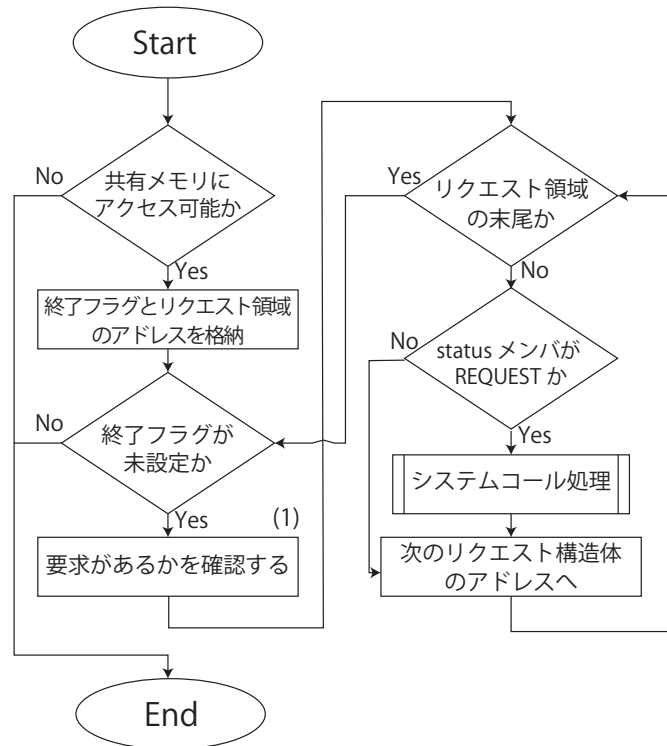 Start
No
共有メモリに
アクセス可能か
Yes
終了フラグとリクエスト領域
のアドレスを格納
No
終了フラグが
未設定か
Yes
(1)
要求があるかを確認する
End
Yes
リクエスト領域
の末尾か
No
No
status メンバが
REQUEST か
Yes
システムコール処理
次のリクエスト構造体
のアドレスへ